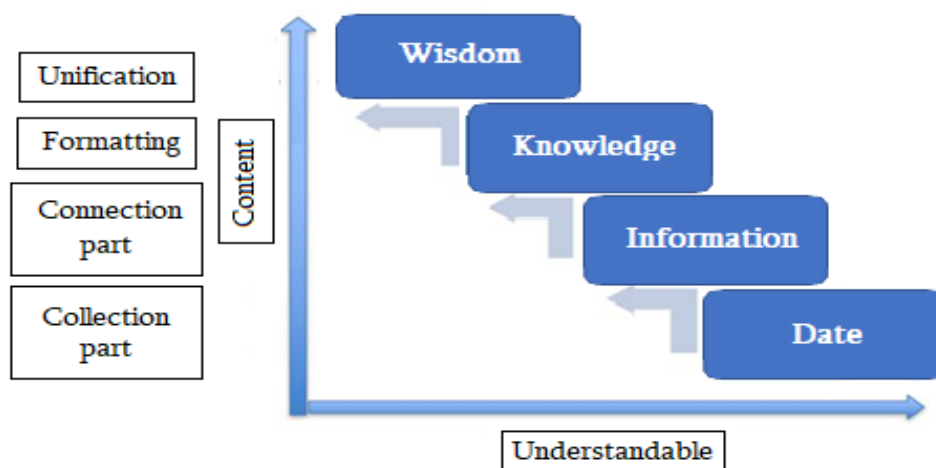 Wisdom
Unification
Formatting
Knowledge
Content
Connection
part
Information
Collection
part
Date
Understandable